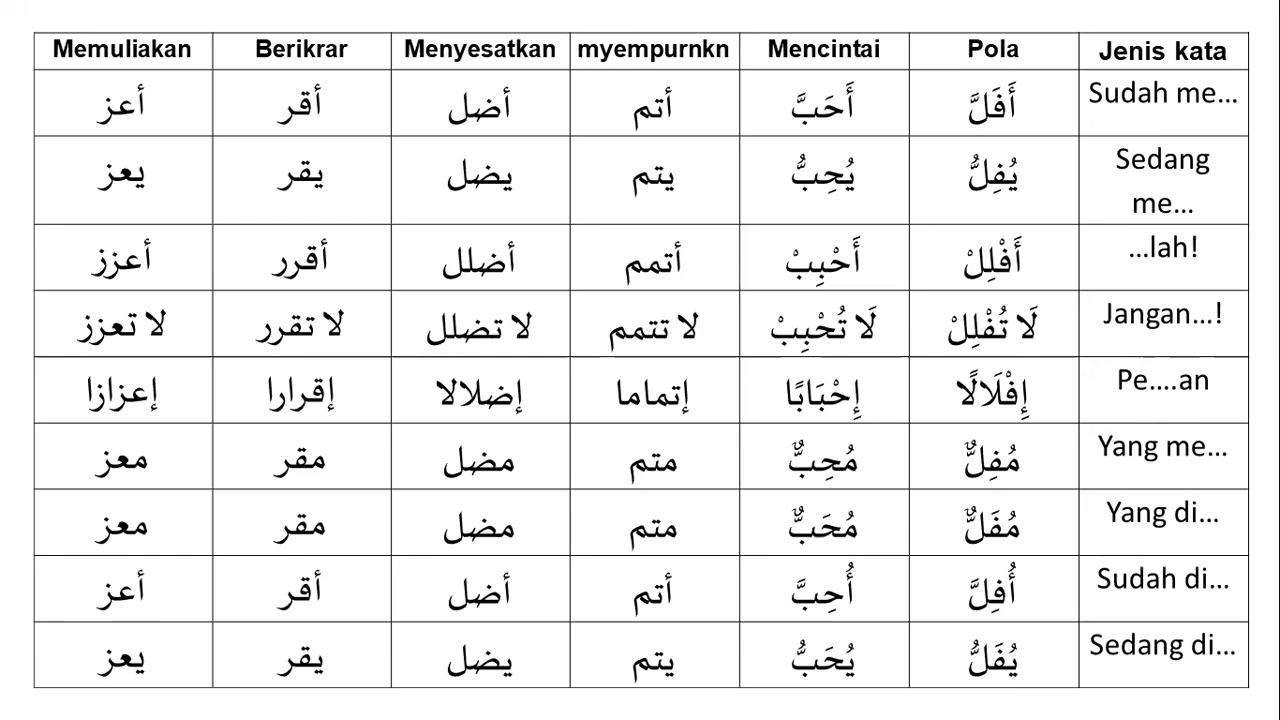 Memuliakan Berikrar Menyesatkan myempurnkn Mencintai Pola Jenis kata
أعز أقر أضل أتم أَحَبَّ أَفَلَّ Sudah me...
يعز يقر يضل يتم يُحِبُّ يُفِلُّ Sedang
me...
أعزز أقرر أضلل أتمم أَحْبِبْ أَفْلِلْ ...lah!
لا تعزز لا تقرر لا تضلل لا تتمم لَا تُحْبِبْ لَا تُفْلِلْ Jangan...!
إعزازا إقرارا إضلالا إتماما إِحْبَابًا إِفْلَالًا Pe....an
معز مقر مضل متم مُحِبٌّ مُفِلٌّ Yang me...
معز مقر مضل متم مُحَبٌّ مُفَلٌّ Yang di...
أعز أقر أضل أتم أُحِبَّ أُفِلَّ Sudah di...
يعز يقر يضل يتم يُحَبُّ يُفَلُّ Sedang di...